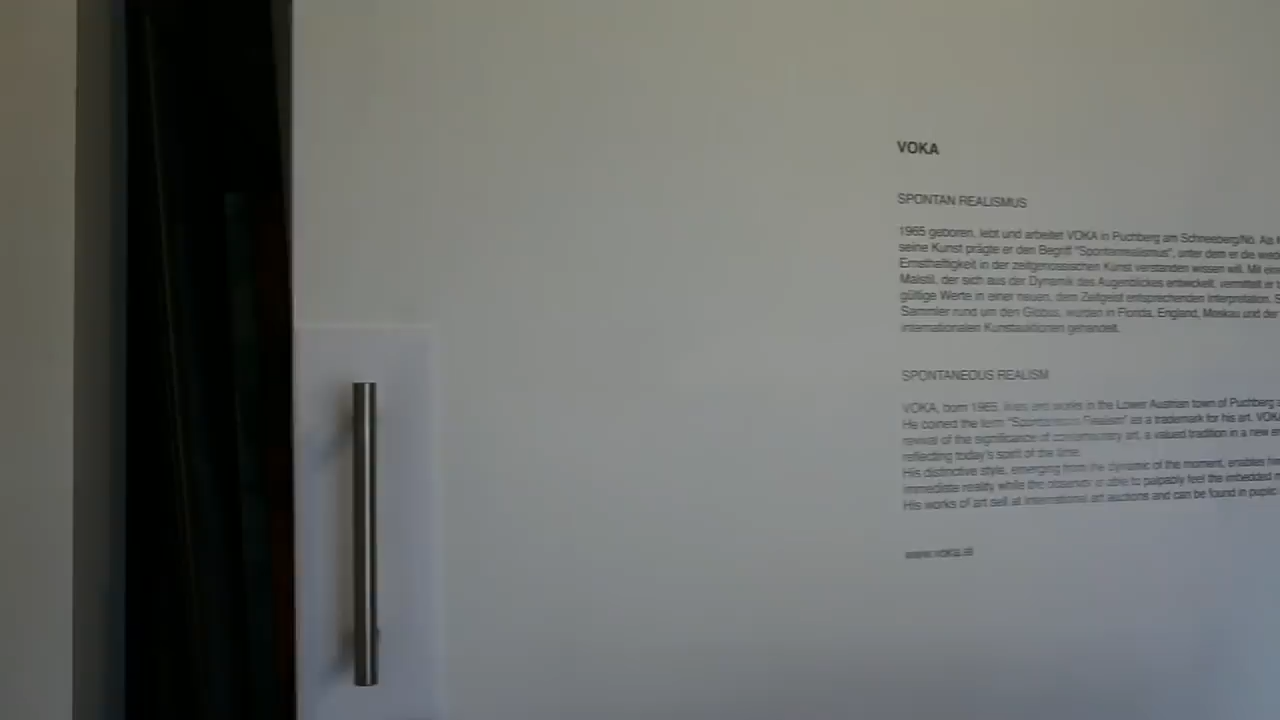 VOKA
SPONTAN REALISMUS
1965 geboren, lebt und arbeitet VOKA in Puchberg am Schneeberg/Nö. Als
seine Kunst prägte er den Begriff "Spontanrealismus", unter dem er die
Ernsthaftigkeit in der zeitgenössischen Kunst verstanden wissen will. Mit
Malstil, der sich aus der Dynamik des Augenblickes entwickelt, vermittelt er
gültige Werte in einer neuen, dem Zeitgeist entsprechenden Interpretation.
Sammler rund um den Globus, wurden in Florida, England, Moskau und der
internationalen Kunstauktionen gehandelt.
SPONTANEOUS REALISM
VOKA, born 1965, lives and works in the Lower Austrian town of Puchberg
He coined the term "Spontaneous Realism" as a trademark for his art. VOKA
revival of the significance of contemporary art, a valued tradition in a new
reflecting today's spirit of the time.
His distinctive style, emerging from the dynamic of the moment, enables
immediate reality while the observer is able to palpably feel the imbedded
His works of art sell at international art auctions and can be found in public
www.voka.at